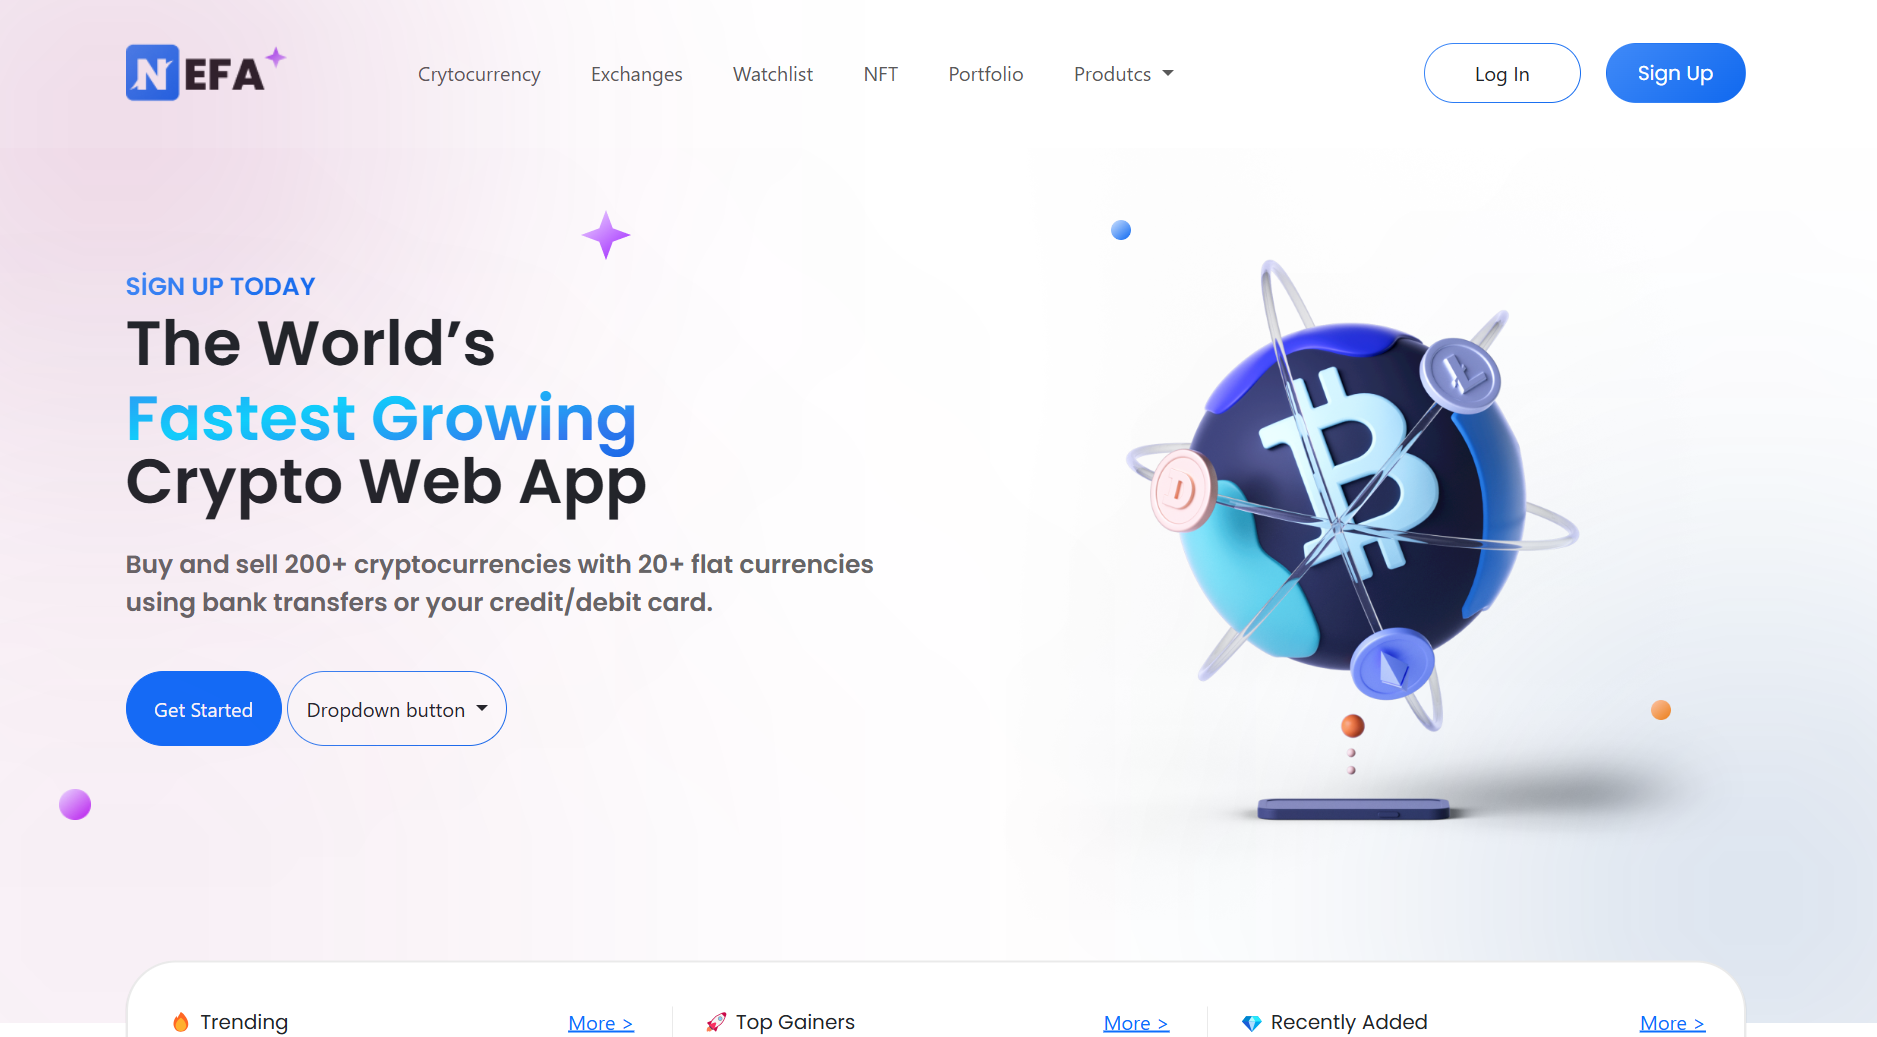 NEFA
Crytocurrency Exchanges Watchlist NFT Portfolio Produtcs Log In Sign Up
SİGN UP TODAY
The World’s
Fastest Growing
Crypto Web App
Buy and sell 200+ cryptocurrencies with 20+ flat currencies
using bank transfers or your credit/debit card.
Get Started Dropdown button
Trending More > Top Gainers More > Recently Added More >